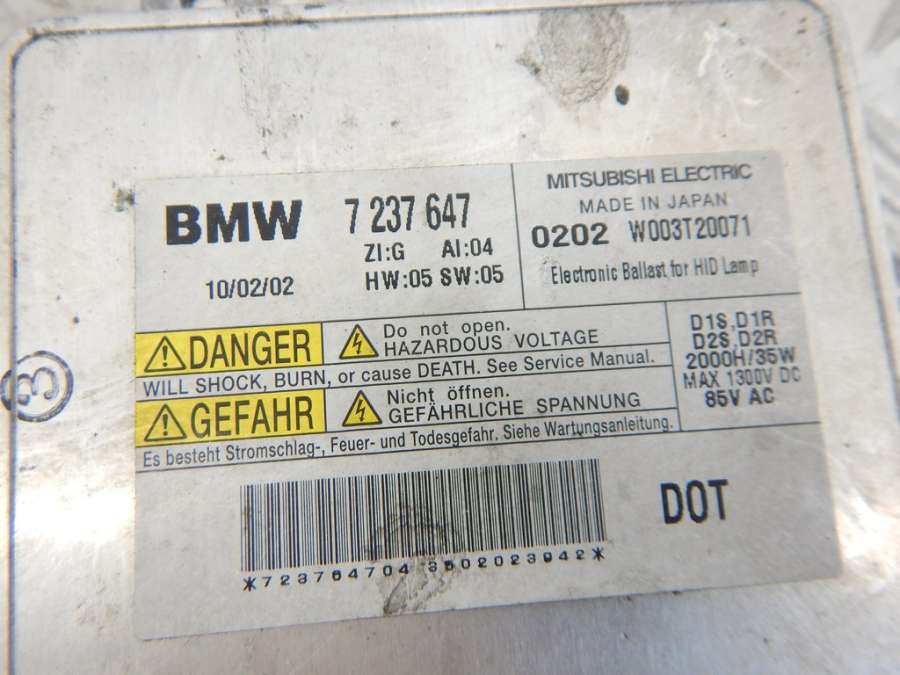 BMW 7 237 647
ZI:G AI:04
10/02/02 HW:05 SW:05
MITSUBISHI ELECTRIC
MADE IN JAPAN
0202 W003T20071
Electronic Ballast for HID Lamp
DANGER Do not open.
HAZARDOUS VOLTAGE
WILL SHOCK, BURN, or cause DEATH. See Service Manual.
GEFAHR Nicht öffnen.
GEFÄHRLICHE SPANNUNG
Es besteht Stromschlag-, Feuer- und Todesgefahr. Siehe Wartungsanleitung.
D1S, D1R
D2S, D2R
2000H/35W
MAX 1300V DC
85V AC
DOT
*723764704 3502023942*
3